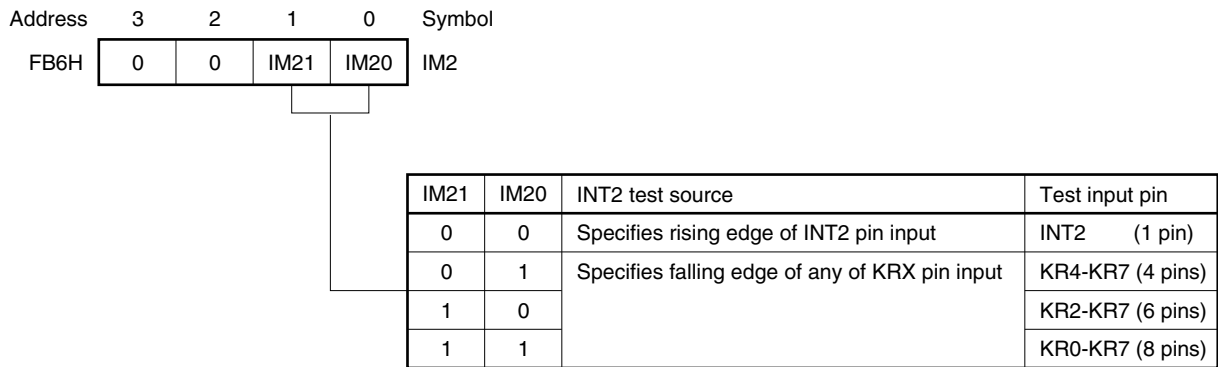 Address 3 2 1 0 Symbol
FB6H 0 0 IM21 IM20 IM2
IM21 IM20 INT2 test source Test input pin
0 0 Specifies rising edge of INT2 pin input INT2 (1 pin)
0 1 Specifies falling edge of any of KRX pin input KR4-KR7 (4 pins)
1 0 KR2-KR7 (6 pins)
1 1 KR0-KR7 (8 pins)